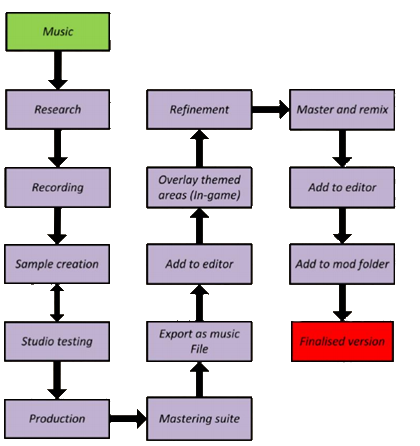 Music
Research
Recording
Sample creation
Studio testing
Production
Mastering suite
Export as music
File
Add to editor
Overlay themed
areas (In-game)
Refinement
Master and remix
Add to editor
Add to mod folder
Finalised version